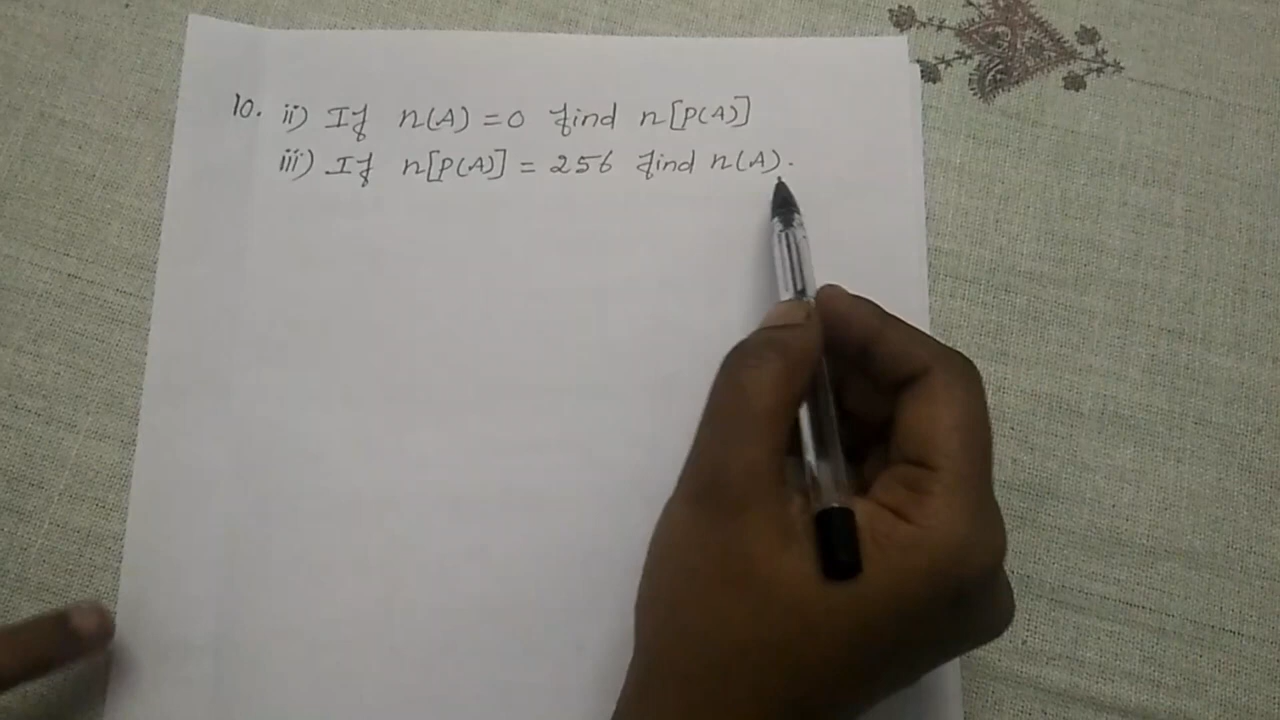 10. ii) If n(A) = 0 find n[P(A)]
iii) If n[P(A)] = 256 find n(A).